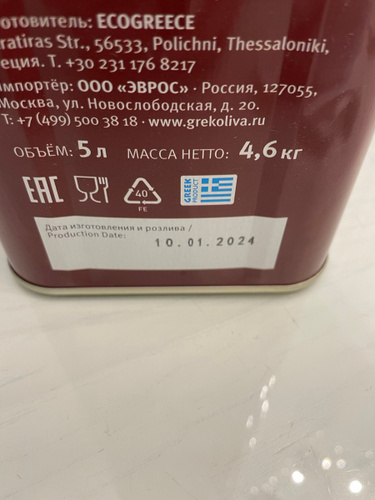 готовитель: ECOGREECE
ratiras Str., 56533, Polichni, Thessaloniki,
еция. Т. +30 231 176 8217
импортёр: ООО «ЭВРОС» · Россия, 127055,
Москва, ул. Новослободская, д. 20.
Т: +7 (499) 500 38 18 · www.grekoliva.ru
ОБЪЁМ: 5 л МАССА НЕТТО: 4,6 кг
EAC 40 FE GREEK PRODUCT
Дата изготовления и розлива /
Production Date: 10.01.2024